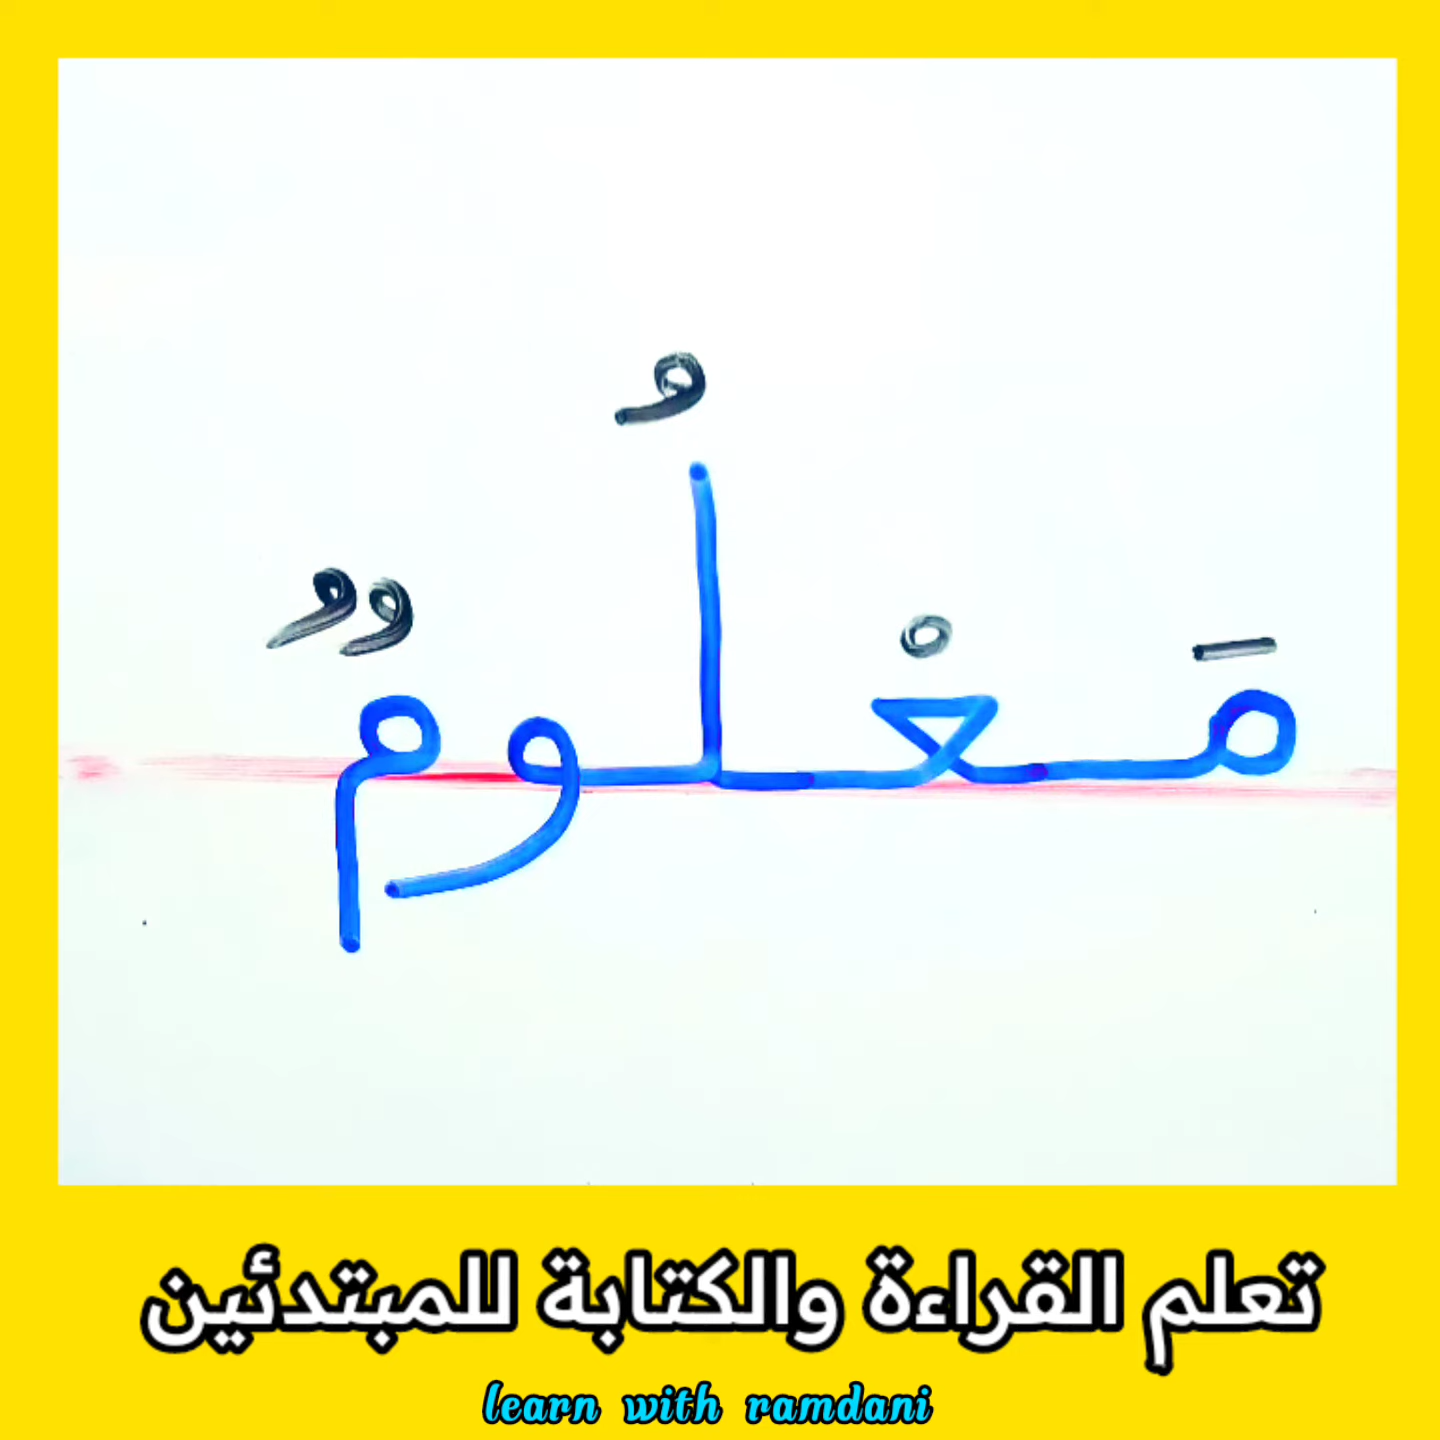 مَعْلُومٌ
تعلم القراءة والكتابة للمبتدئين
learn with ramdani